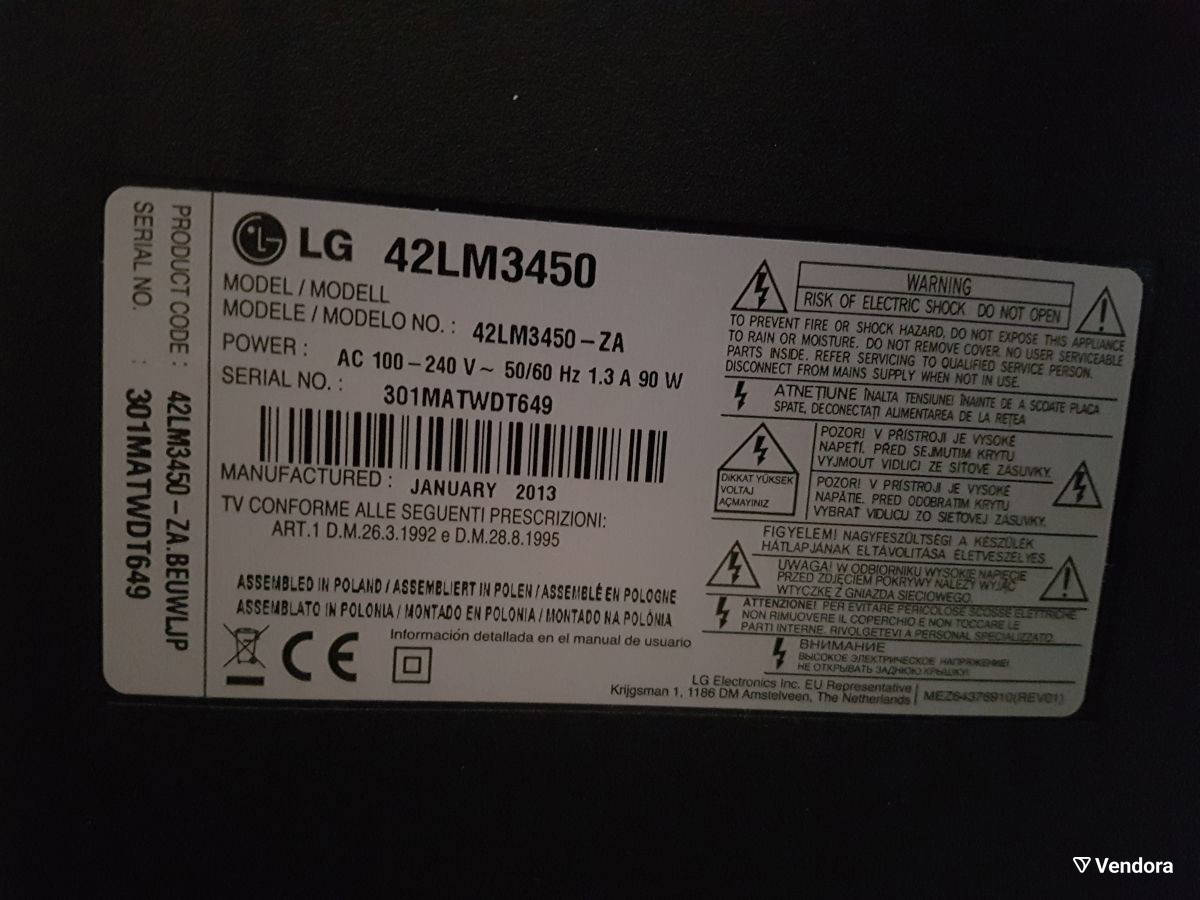 PRODUCT CODE : 42LM3450-ZA.BEUWLJP
SERIAL NO. : 301MATWDT649
LG 42LM3450
MODEL / MODELL
MODELE / MODELO NO. : 42LM3450-ZA
POWER : AC 100-240 V~ 50/60 Hz 1.3 A 90 W
SERIAL NO. : 301MATWDT649
MANUFACTURED : JANUARY 2013
TV CONFORME ALLE SEGUENTI PRESCRIZIONI:
ART.1 D.M.26.3.1992 e D.M.28.8.1995
ASSEMBLED IN POLAND / ASSEMBLIERT IN POLEN / ASSEMBLÉ EN POLOGNE
ASSEMBLATO IN POLONIA / MONTADO EN POLONIA / MONTADO NA POLÓNIA
CE
Información detallada en el manual de usuario
WARNING
RISK OF ELECTRIC SHOCK DO NOT OPEN
TO PREVENT FIRE OR SHOCK HAZARD, DO NOT EXPOSE THIS APPLIANCE
TO RAIN OR MOISTURE. DO NOT REMOVE COVER. NO USER SERVICEABLE
PARTS INSIDE. REFER SERVICING TO QUALIFIED SERVICE PERSON.
DISCONNECT FROM MAINS SUPPLY WHEN NOT IN USE.
ATNEȚIUNE ÎNALTA TENSIUNE! ÎNAINTE DE A SCOATE PLACA
SPATE, DECONECTAȚI ALIMENTAREA DE LA REȚEA
DIKKAT YÜKSEK
VOLTAJ
AÇMAYINIZ
POZOR! V PŘÍSTROJI JE VYSOKÉ
NAPĚTÍ. PŘED SEJMUTIM KRYTU
VYJMOUT VIDLICI ZE SÍŤOVÉ ZÁSUVKY.
POZOR! V PRÍSTROJI JE VYSOKÉ
NAPÄTIE. PRED ODOBRATIM KRYTU
VYBRAŤ VIDLICU ZO SIEŤOVEJ ZÁSUVKY.
FIGYELEM! NAGYFESZÜLTSÉG! A KÉSZÜLÉK
HÁTLAPJÁNAK ELTÁVOLÍTÁSA ÉLETVESZÉLYES
UWAGA! W ODBIORNIKU WYSOKIE NAPIĘCIE
PRZED ZDJĘCIEM POKRYWY NALEŻY WYJĄĆ
WTYCZKĘ Z GNIAZDA SIECIOWEGO.
ATTENZIONE! PER EVITARE PERICOLOSE SCOSSE ELETTRICHE
NON RIMUOVERE IL COPERCHIO E NON TOCCARE LE
PARTI INTERNE. RIVOLGETEVI A PERSONAL SPECIALIZZATO.
ВНИМАНИЕ
ВЫСОКОЕ ЭЛЕКТРИЧЕСКОЕ НАПРЯЖЕНИЕ!
НЕ ОТКРЫВАТЬ ЗАДНЮЮ КРЫШКУ!
LG Electronics Inc. EU Representative
Krijgsman 1, 1186 DM Amstelveen, The Netherlands
MEZ64376910(REV01)
Vendora